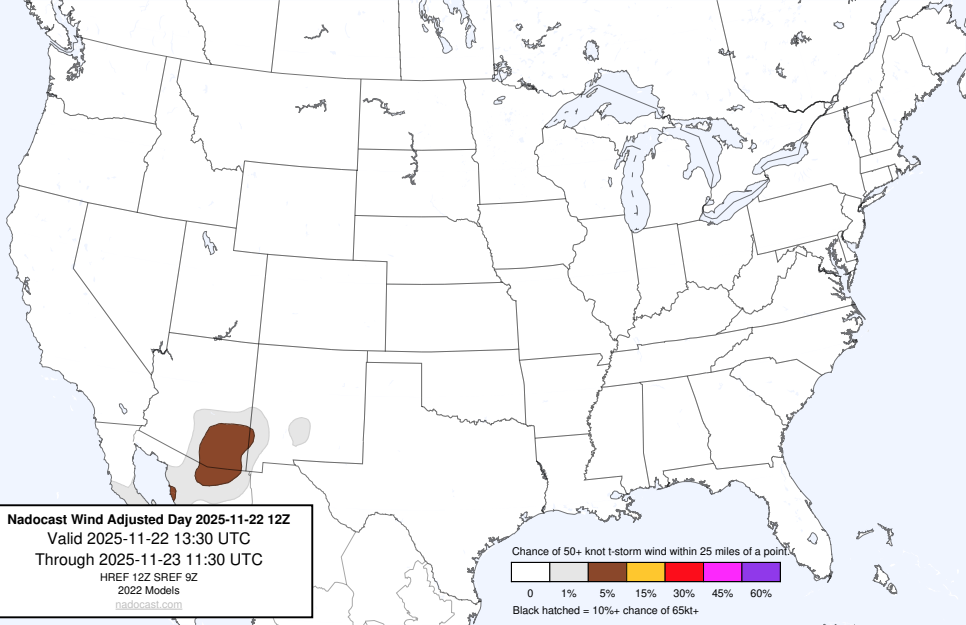 Nadocast Wind Adjusted Day 2025-11-22 12Z
Valid 2025-11-22 13:30 UTC
Through 2025-11-23 11:30 UTC
HREF 12Z SREF 9Z
2022 Models
nadocast.com
Chance of 50+ knot t-storm wind within 25 miles of a point.
0 1% 5% 15% 30% 45% 60%
Black hatched = 10%+ chance of 65kt+